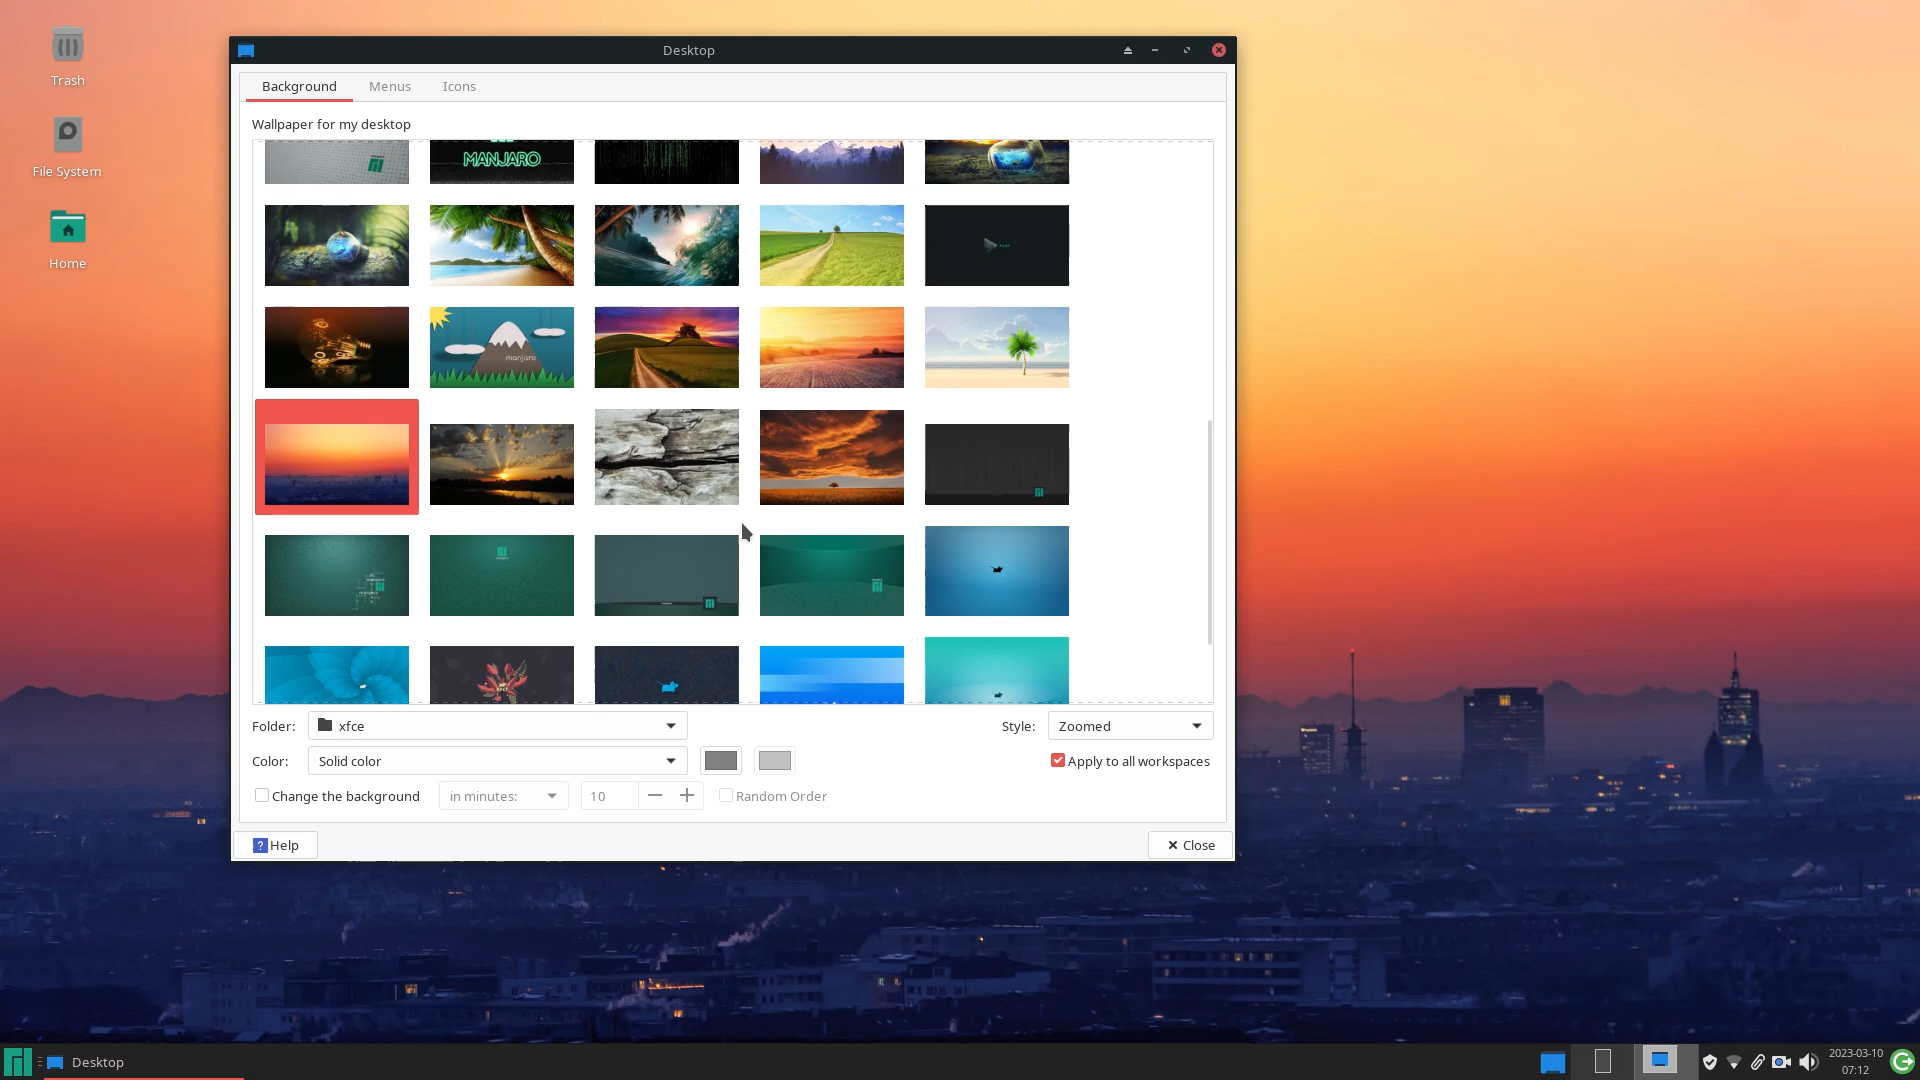 Desktop
Trash
File System
Home
Background Menus Icons
Wallpaper for my desktop
MANJARO
PLAY
manjaro
Folder: xfce Style: Zoomed
Color: Solid color Apply to all workspaces
Change the background in minutes: 10 Random Order
? Help Close
Desktop
2023-03-10
07:12